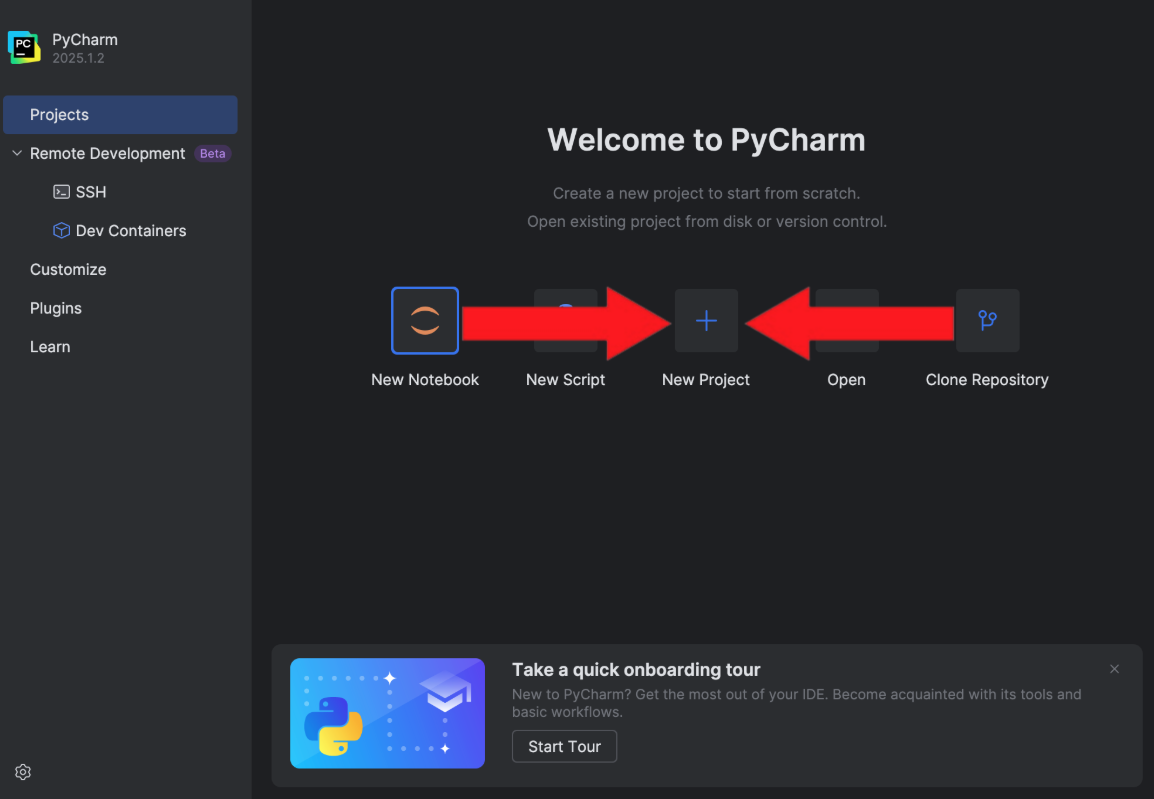 PC
PyCharm
2025.1.2
Projects
Remote Development Beta
SSH
Dev Containers
Customize
Plugins
Learn
Welcome to PyCharm
Create a new project to start from scratch.
Open existing project from disk or version control.
New Notebook
New Script
New Project
Open
Clone Repository
Take a quick onboarding tour
New to PyCharm? Get the most out of your IDE. Become acquainted with its tools and
basic workflows.
Start Tour